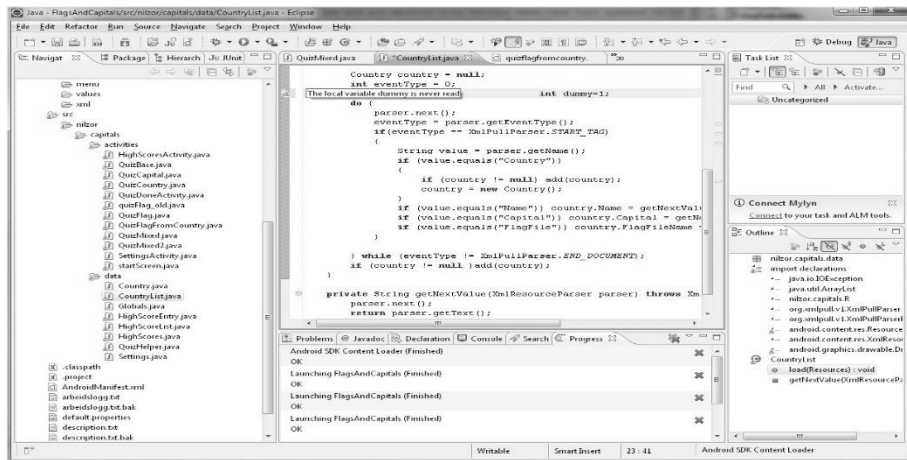 Java - FlagsAndCapitals/src/nilzor/capitals/data/CountryList.java - Eclipse
File Edit Refactor Run Source Navigate Search Project Window Help
Debug Java
Navigat Package Hierarch JUnit
menu
values
xml
src
nilzor
capitals
activities
HighScoresActivity.java
QuizBase.java
QuizCapital.java
QuizCountry.java
QuizDoneActivity.java
quizFlag_old.java
QuizFlag.java
QuizFlagFromCountry.java
QuizMixed.java
QuizMixed2.java
SettingsActivity.java
startScreen.java
data
Country.java
CountryList.java
Globals.java
HighScoreEntry.java
HighScoreList.java
HighScores.java
QuizHelper.java
Settings.java
.classpath
.project
AndroidManifest.xml
arbeidslogg.txt
arbeidslogg.txt.bak
default.properties
description.txt
description.txt.bak
QuizMixed.java *CountryList.java quizflagfromcountry. »20
Country country = null;
int eventType = 0;
The local variable dummy is never read int dummy=1;
do {
parser.next();
eventType = parser.getEventType();
if(eventType == XmlPullParser.START_TAG)
{
String value = parser.getName();
if (value.equals("Country"))
{
if (country != null) add(country);
country = new Country();
}
if (value.equals("Name")) country.Name = getNextValu
if (value.equals("Capital")) country.Capital = getNe
if (value.equals("FlagFile")) country.FlagFileName
}
} while (eventType != XmlPullParser.END_DOCUMENT);
if (country != null )add(country);
}
private String getNextValue(XmlResourceParser parser) throws Xm
parser.next();
return parser.getText();
Problems @ Javadoc Declaration Console Search Progress
Android SDK Content Loader (Finished)
OK
Launching FlagsAndCapitals (Finished)
OK
Launching FlagsAndCapitals (Finished)
OK
Launching FlagsAndCapitals (Finished)
OK
Task List
Find All Activate...
Uncategorized
Connect Mylyn
Connect to your task and ALM tools.
Outline
nilzor.capitals.data
import declarations
java.io.IOException
java.util.ArrayList
nilzor.capitals.R
org.xmlpull.v1.XmlPullParser
org.xmlpull.v1.XmlPullParserE
android.content.res.Resource
android.content.res.XmlResou
android.graphics.drawable.Dr
CountryList
load(Resources) : void
getNextValue(XmlResourcePa
Writable Smart Insert 23 : 41 Android SDK Content Loader